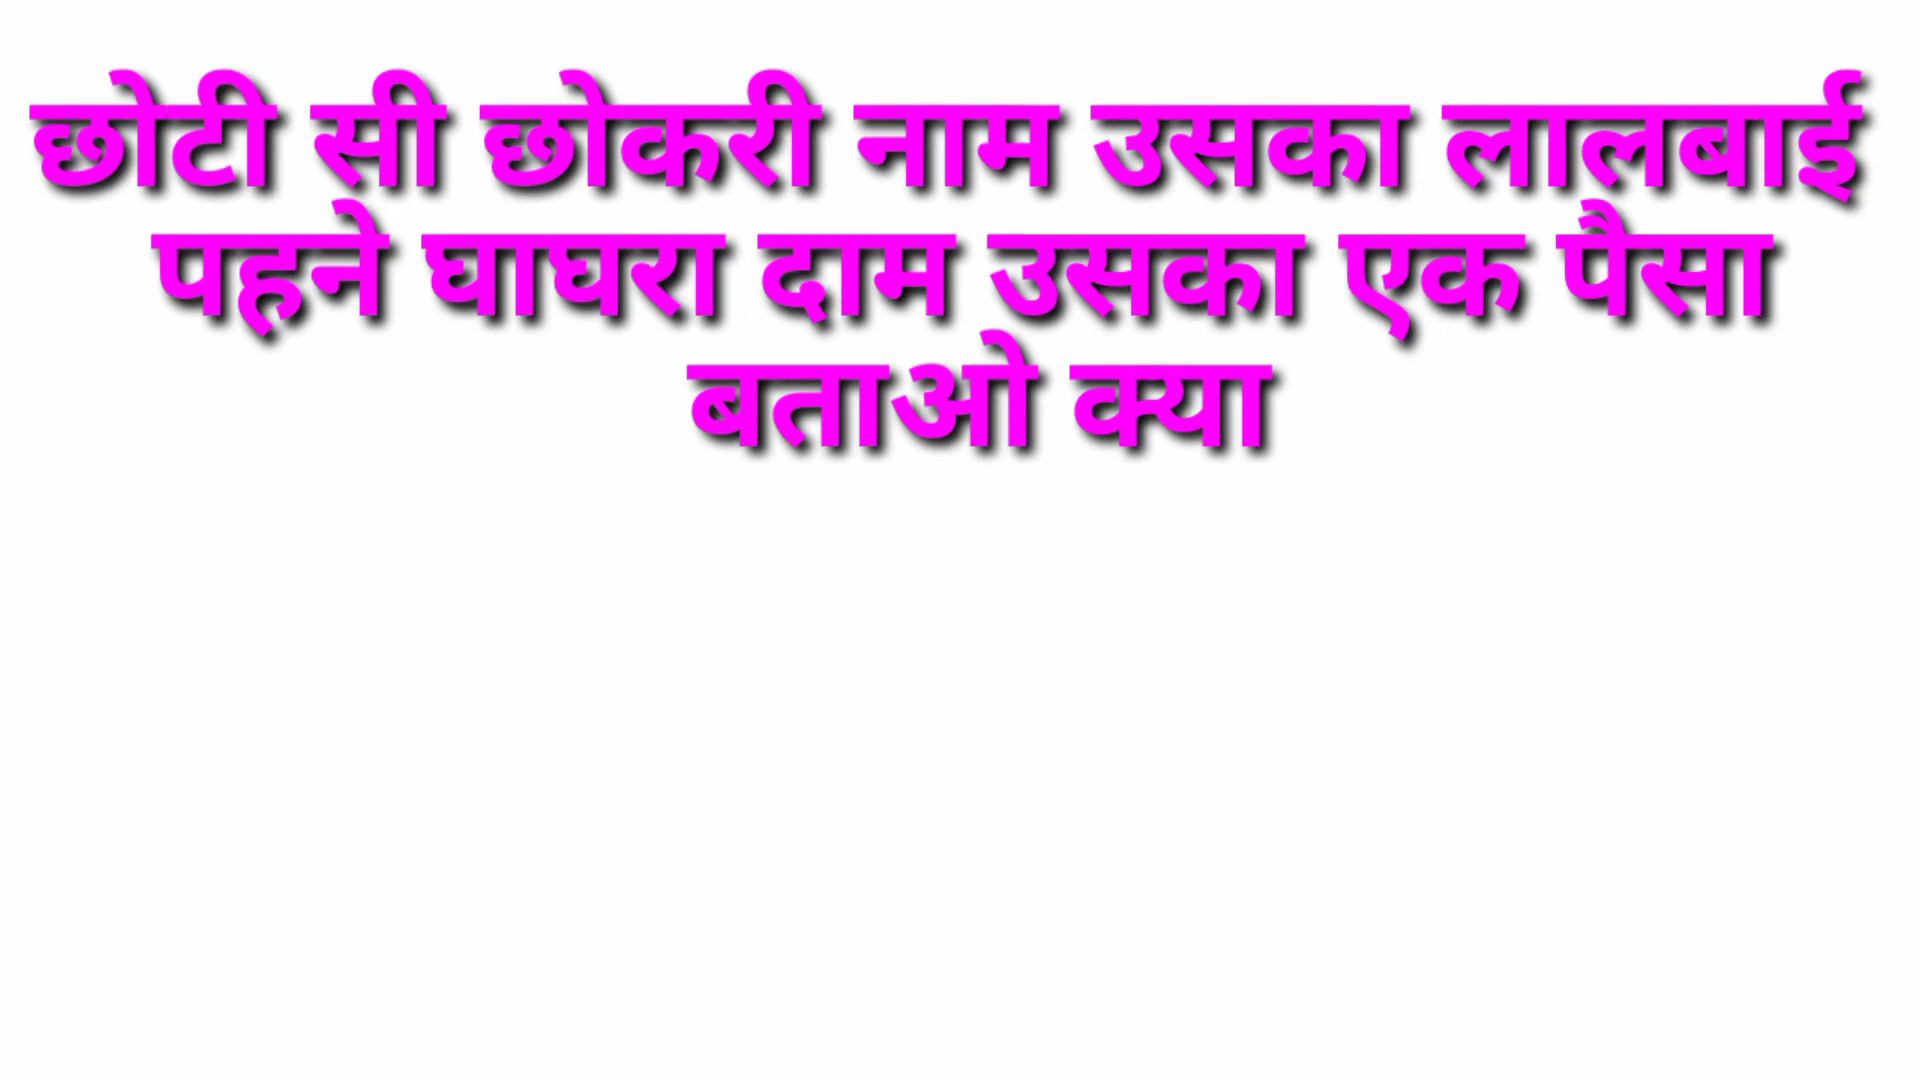 छोटी सी छोकरी नाम उसका लालबाई
पहने घाघरा दाम उसका एक पैसा
बताओ क्या